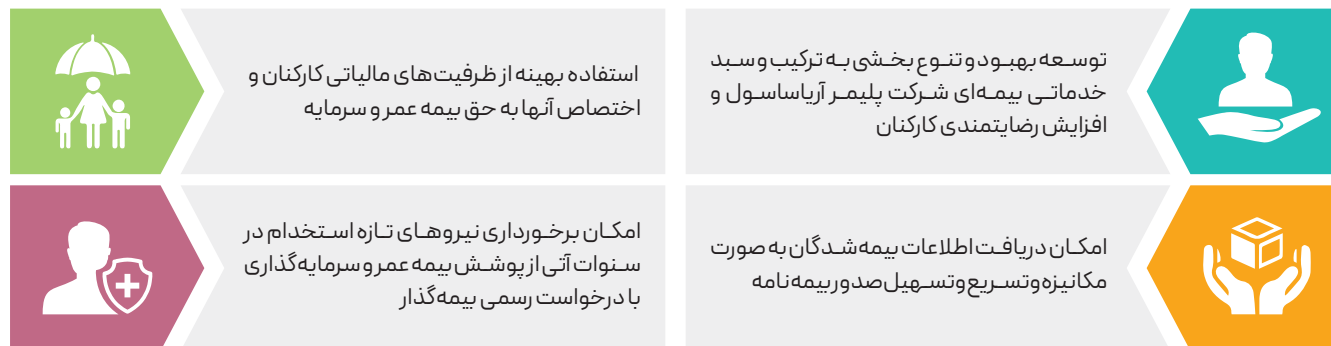 توسعه بهبود و تنوع بخشی به ترکیب و سبد
خدماتی بیمه‌ای شرکت پلیمر آریاساسول و
افزایش رضایتمندی کارکنان
استفاده بهینه از ظرفیت‌های مالیاتی کارکنان و
اختصاص آنها به حق بیمه عمر و سرمایه
امکان دریافت اطلاعات بیمه‌شدگان به صورت
مکانیزه و تسریع و تسهیل صدور بیمه نامه
امکان برخورداری نیروهای تازه استخدام در
سنوات آتی از پوشش بیمه عمر و سرمایه گذاری
با درخواست رسمی بیمه‌گذار